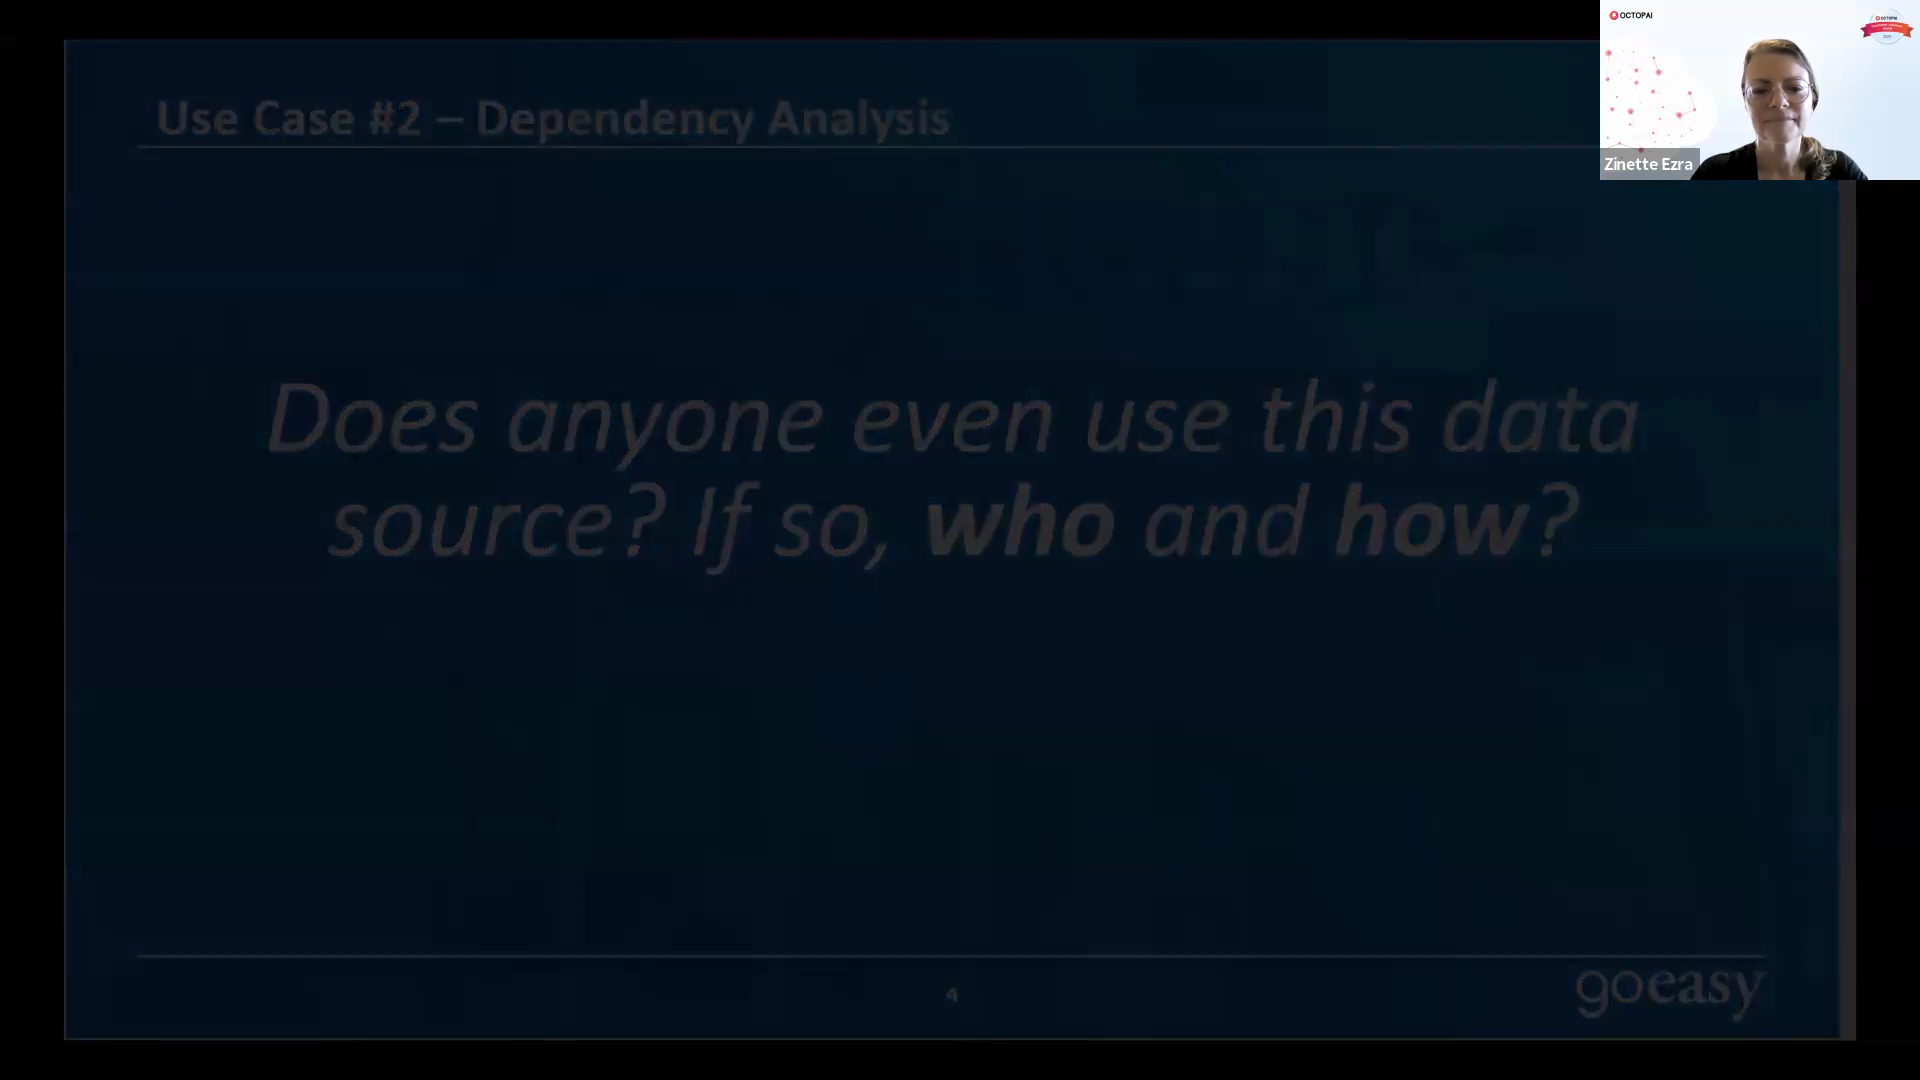 OCTOPAI
OCTOPAI
Zinette Ezra
Use Case #2 – Dependency Analysis
Does anyone even use this data
source? If so, who and how?
4
goeasy